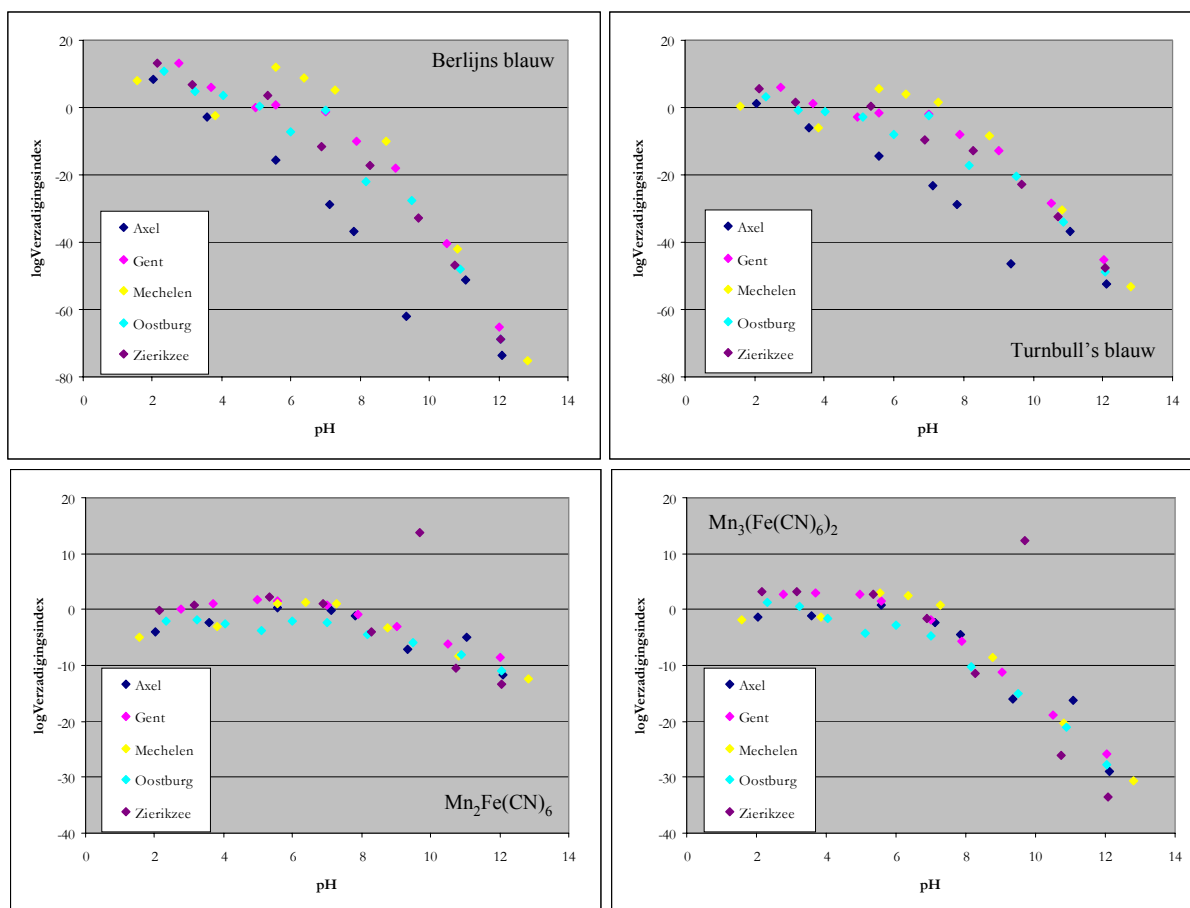 Berlijns blauw
logVerzadigingsindex
20
0
-20
-40
-60
-80
0 2 4 6 8 10 12 14
pH
Axel
Gent
Mechelen
Oostburg
Zierikzee
Turnbull's blauw
logVerzadigingsindex
20
0
-20
-40
-60
-80
0 2 4 6 8 10 12 14
pH
Axel
Gent
Mechelen
Oostburg
Zierikzee
Mn2Fe(CN)6
logVerzadigingsindex
20
10
0
-10
-20
-30
-40
0 2 4 6 8 10 12 14
pH
Axel
Gent
Mechelen
Oostburg
Zierikzee
Mn3(Fe(CN)6)2
logVerzadigingsindex
20
10
0
-10
-20
-30
-40
0 2 4 6 8 10 12 14
pH
Axel
Gent
Mechelen
Oostburg
Zierikzee